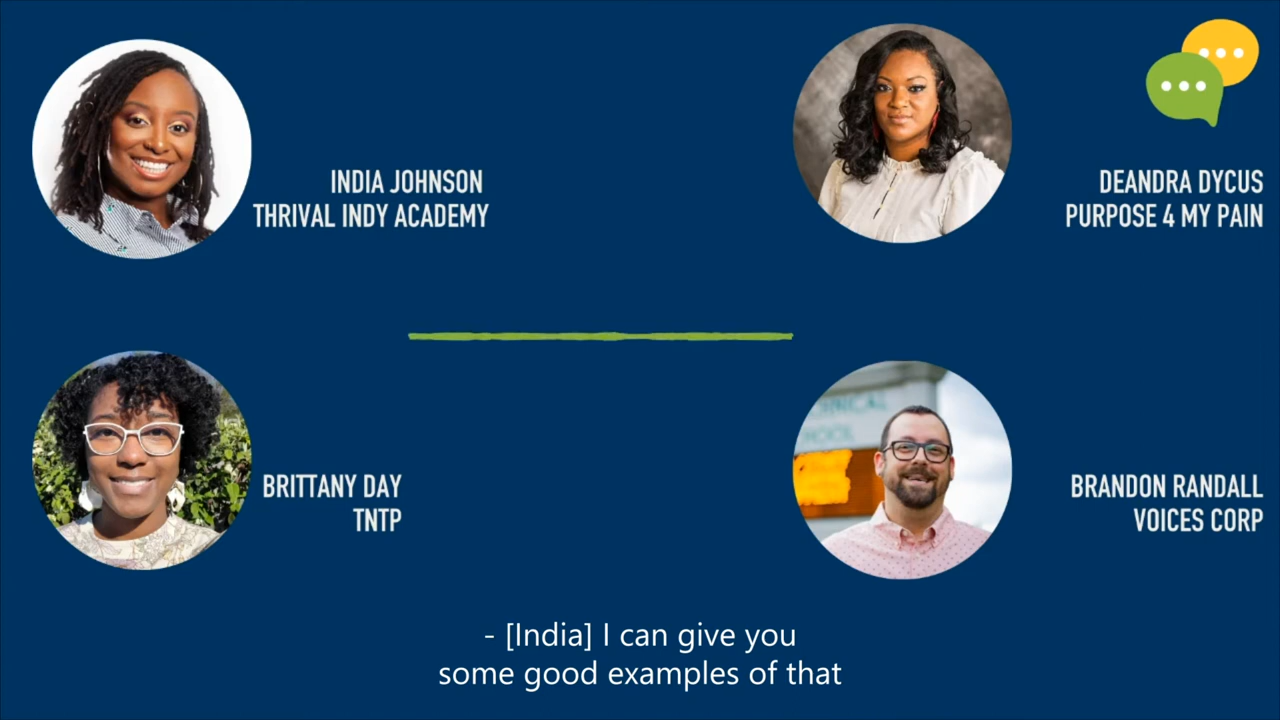 INDIA JOHNSON
THRIVAL INDY ACADEMY
DEANDRA DYCUS
PURPOSE 4 MY PAIN
BRITTANY DAY
TNTP
BRANDON RANDALL
VOICES CORP
- [India] I can give you
some good examples of that